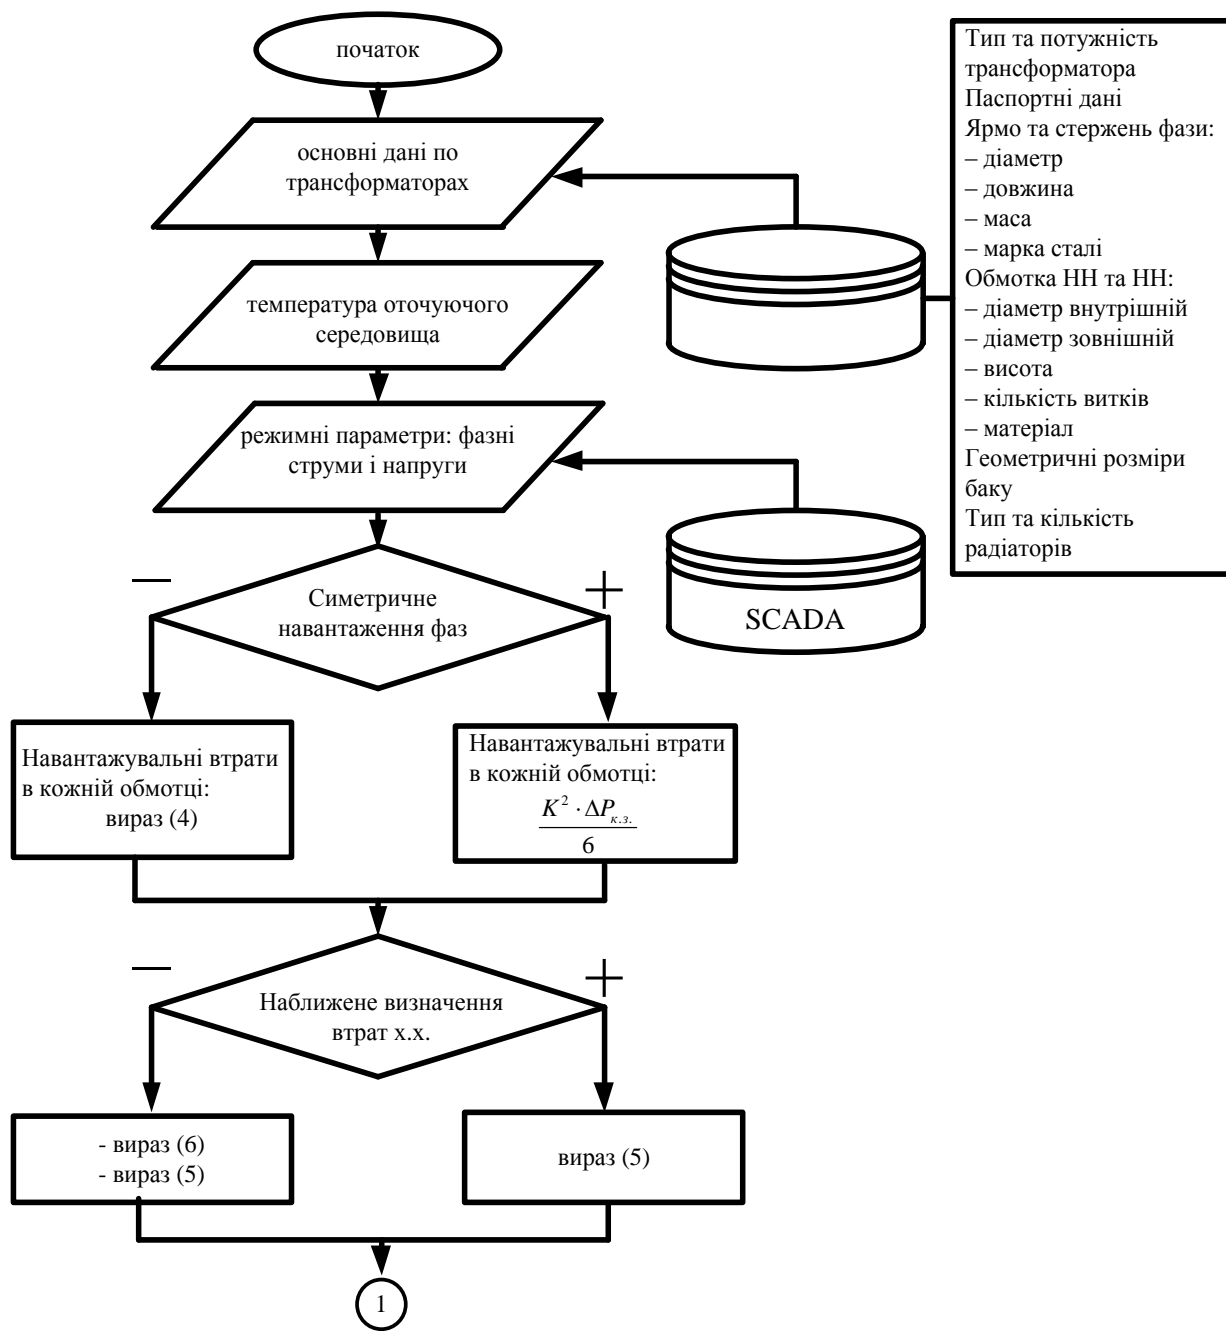 початок
основні дані по
трансформаторах
температура оточуючого
середовища
режимні параметри: фазні
струми і напруги
Тип та потужність
трансформатора
Паспортні дані
Ярмо та стержень фази:
– діаметр
– довжина
– маса
– марка сталі
Обмотка НН та НН:
– діаметр внутрішній
– діаметр зовнішній
– висота
– кількість витків
– матеріал
Геометричні розміри
баку
Тип та кількість
радіаторів
SCADA
Симетричне
навантаження фаз
—
+
Навантажувальні втрати
в кожній обмотці:
вираз (4)
Навантажувальні втрати
в кожній обмотці:
K² · ΔPк.з.
6
—
+
Наближене визначення
втрат х.х.
- вираз (6)
- вираз (5)
вираз (5)
1